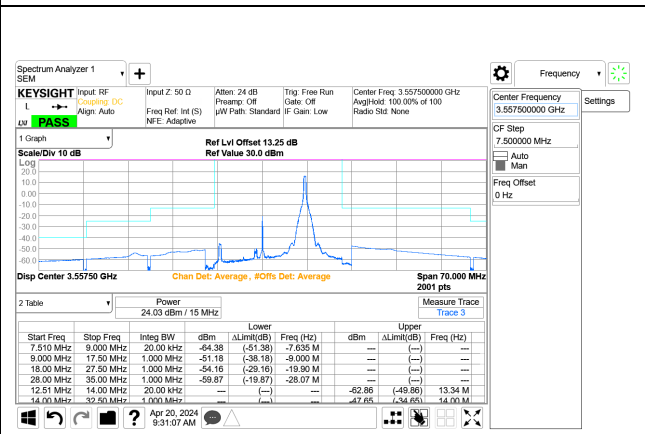 Spectrum Analyzer 1
SEM
Frequency
KEYSIGHT Input: RF Input Z: 50 Ω Atten: 24 dB Trig: Free Run Center Freq: 3.557500000 GHz
Coupling: DC Preamp: Off Gate: Off Avg|Hold: 100.00% of 100
L Align: Auto Freq Ref: Int (S) µW Path: Standard IF Gain: Low Radio Std: None
NFE: Adaptive
PASS
Center Frequency
3.557500000 GHz
Settings
CF Step
7.500000 MHz
Auto
Man
Freq Offset
0 Hz
1 Graph
Ref Lvl Offset 13.25 dB
Scale/Div 10 dB Ref Value 30.0 dBm
Log
20.0
10.0
0.00
-10.0
-20.0
-30.0
-40.0
-50.0
-60.0
Disp Center 3.55750 GHz Chan Det: Average, #Offs Det: Average Span 70.000 MHz
2001 pts
2 Table
Power
24.03 dBm / 15 MHz
Measure Trace
Trace 3
Lower Upper
Start Freq Stop Freq Integ BW dBm ΔLimit(dB) Freq (Hz) dBm ΔLimit(dB) Freq (Hz)
7.510 MHz 9.000 MHz 20.00 kHz -64.38 (-51.38) -7.635 M --- (---) ---
9.000 MHz 17.50 MHz 1.000 MHz -51.18 (-38.18) -9.000 M --- (---) ---
18.00 MHz 27.50 MHz 1.000 MHz -54.16 (-29.16) -19.90 M --- (---) ---
28.00 MHz 35.00 MHz 1.000 MHz -59.87 (-19.87) -28.07 M --- (---) ---
12.51 MHz 14.00 MHz 20.00 kHz --- (---) --- -62.86 (-49.86) 13.34 M
14.00 MHz 32.50 MHz 1.000 MHz --- (---) --- -47.65 (-34.65) 14.00 M
Apr 20, 2024
9:31:07 AM